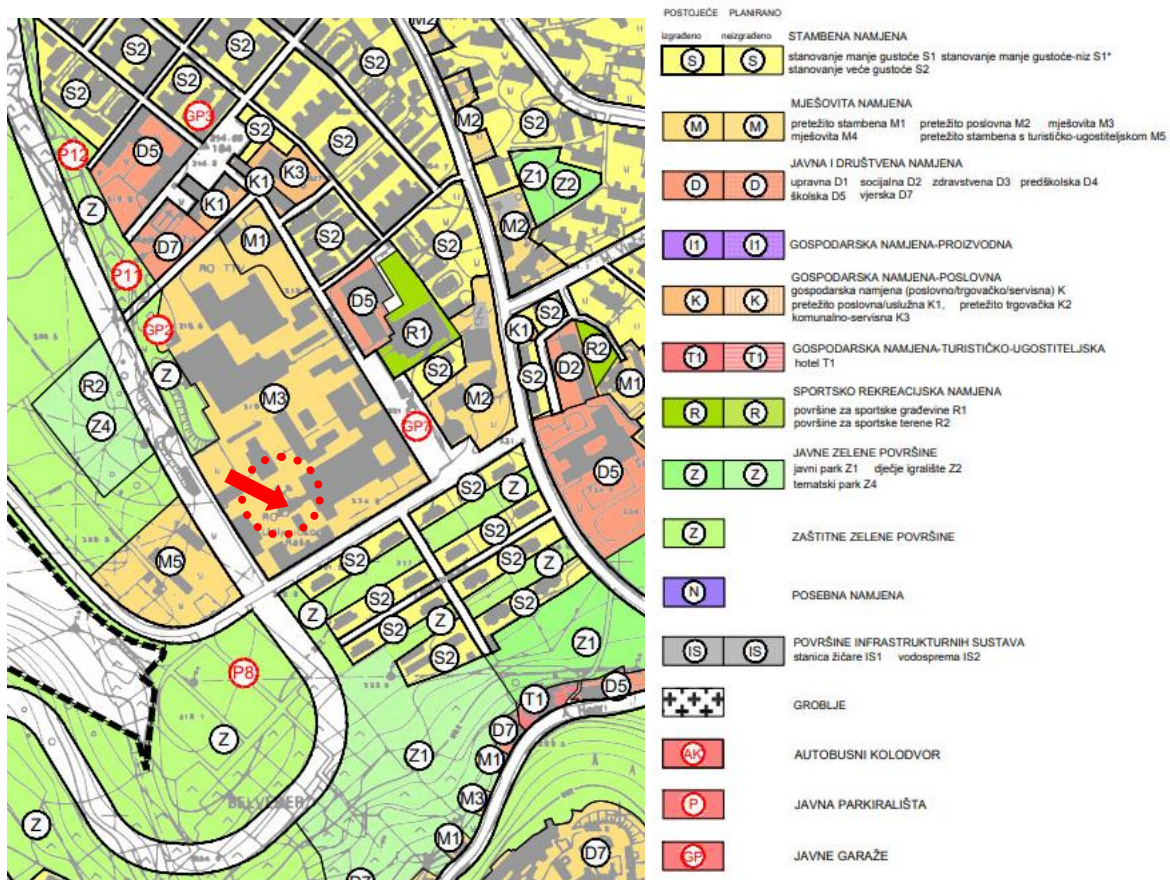 M2
S2
S2
S2
S2
GP3
M2
S2
S2
P12
D5
S2
Z1
Z2
K1
K3
Z
K1
M1
S2
S2
M2
D7
P11
D5
GP2
R1
K1
S2
R2
Z
S2
S2
D2
M1
R2
M3
M2
Z4
GP7
D5
S2
Z
S2
M5
S2
S2
Z
S2
S2
Z
S2
Z1
P8
S2
D5
T1
Z
D7
Z1
M1
BELVEDER
M3
Z
M1
D7
POSTOJEĆE PLANIRANO
izgrađeno neizgrađeno STAMBENA NAMJENA
S S stanovanje manje gustoće S1 stanovanje manje gustoće-niz S1*
stanovanje veće gustoće S2
MJEŠOVITA NAMJENA
M M pretežito stambena M1 pretežito poslovna M2 mješovita M3
mješovita M4 pretežito stambena s turističko-ugostiteljskom M5
JAVNA I DRUŠTVENA NAMJENA
D D upravna D1 socijalna D2 zdravstvena D3 predškolska D4
školska D5 vjerska D7
I1 I1 GOSPODARSKA NAMJENA-PROIZVODNA
GOSPODARSKA NAMJENA-POSLOVNA
K K gospodarska namjena (poslovno/trgovačko/servisna) K
pretežito poslovna/uslužna K1, pretežito trgovačka K2
komunalno-servisna K3
T1 T1 GOSPODARSKA NAMJENA-TURISTIČKO-UGOSTITELJSKA
hotel T1
SPORTSKO REKREACIJSKA NAMJENA
R R površine za sportske građevine R1
površine za sportske terene R2
JAVNE ZELENE POVRŠINE
Z Z javni park Z1 dječje igralište Z2
tematski park Z4
Z ZAŠTITNE ZELENE POVRŠINE
N POSEBNA NAMJENA
IS IS POVRŠINE INFRASTRUKTURNIH SUSTAVA
stanica žičare IS1 vodosprema IS2
GROBLJE
AK AUTOBUSNI KOLODVOR
P JAVNA PARKIRALIŠTA
GP JAVNE GARAŽE